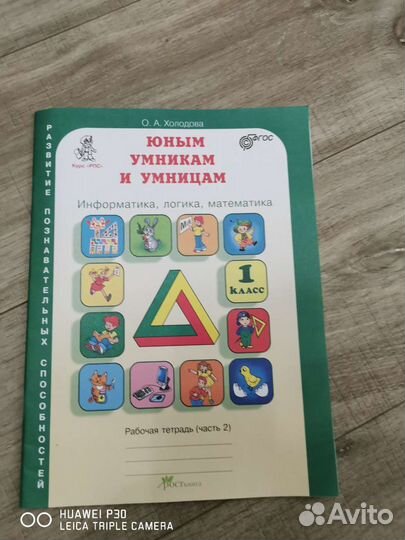 О. А. Холодова
Курс «РПС»
ФГОС
ЮНЫМ
УМНИКАМ
И УМНИЦАМ
Информатика, логика, математика
1
КЛАСС
РАЗВИТИЕ ПОЗНАВАТЕЛЬНЫХ СПОСОБНОСТЕЙ
Рабочая тетрадь (часть 2)
РОСТкнига
HUAWEI P30
LEICA TRIPLE CAMERA
Avito